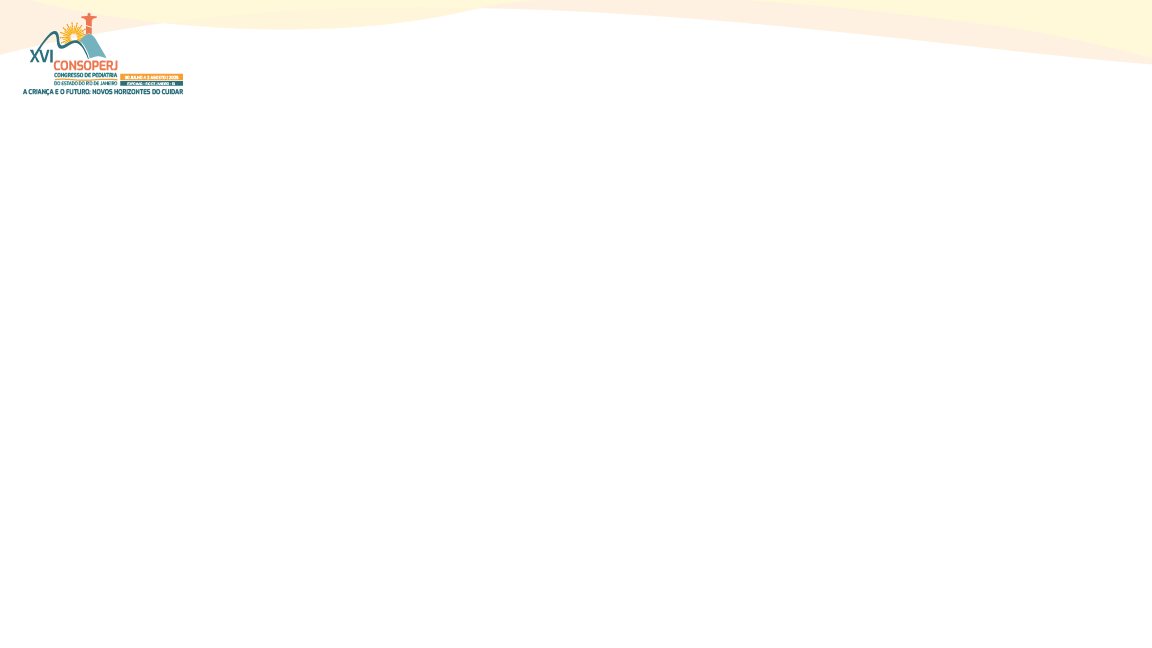 XVI
CONSOPERJ
CONGRESSO DE PEDIATRIA
DO ESTADO DO RIO DE JANEIRO
A CRIANÇA E O FUTURO: NOVOS HORIZONTES DO CUIDAR